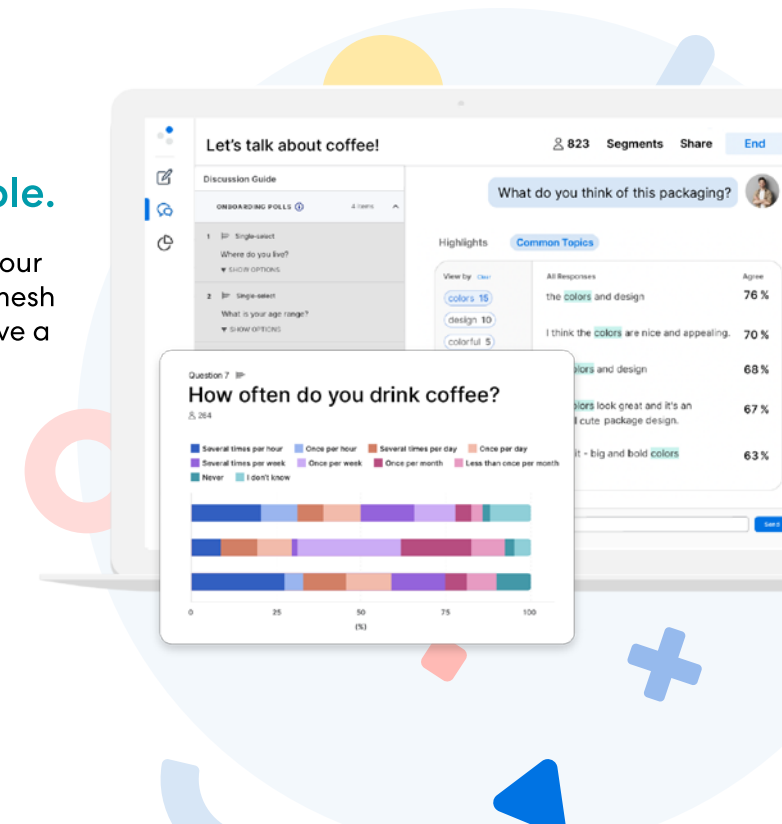 ble.
our
mesh
ve a
Let's talk about coffee!
823 Segments Share End
Discussion Guide
ONBOARDING POLLS
4 items
1 Single-select
Where do you live?
▼ SHOW OPTIONS
2 Single-select
What is your age range?
▼ SHOW OPTIONS
What do you think of this packaging?
Highlights Common Topics
View by Clear
colors 15
design 10
colorful 5
All Responses Agree
the colors and design 76 %
I think the colors are nice and appealing. 70 %
lors and design 68 %
lors look great and it's an 67 %
cute package design.
it - big and bold colors 63 %
Send
Question 7
How often do you drink coffee?
264
Several times per hour Once per hour Several times per day Once per day
Several times per week Once per week Once per month Less than once per month
Never I don't know
0 25 50 75 100
(%)